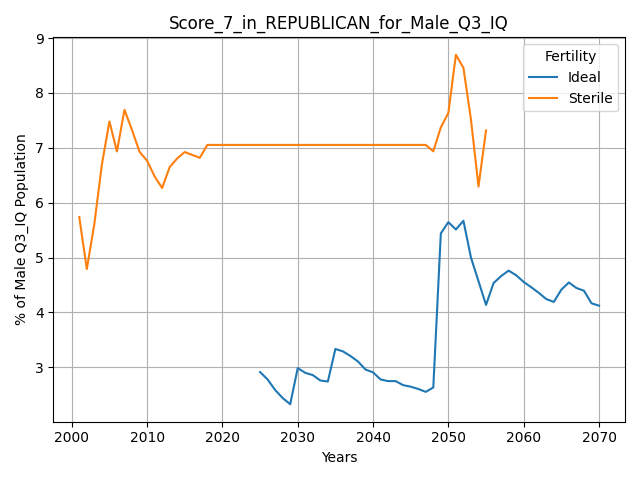 Score_7_in_REPUBLICAN_for_Male_Q3_IQ
Fertility
Ideal
Sterile
% of Male Q3_IQ Population
9
8
7
6
5
4
3
2000 2010 2020 2030 2040 2050 2060 2070
Years